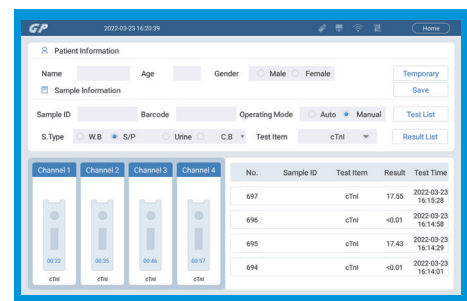 GP 2022-03-23 16:20:39 Home
Patient Information
Name Age Gender Male Female Temporary
Sample Information Save
Sample ID Barcode Operating Mode Auto Manual Test List
S.Type W.B S/P Urine C.B Test Item cTnI Result List
Channel 1 Channel 2 Channel 3 Channel 4
00:22 00:35 00:46 00:57
cTnI cTnI cTnI cTnI
No. Sample ID Test Item Result Test Time
697 cTnI 17.55 2022-03-23 16:15:28
696 cTnI <0.01 2022-03-23 16:14:58
695 cTnI 17.43 2022-03-23 16:14:29
694 cTnI <0.01 2022-03-23 16:14:01